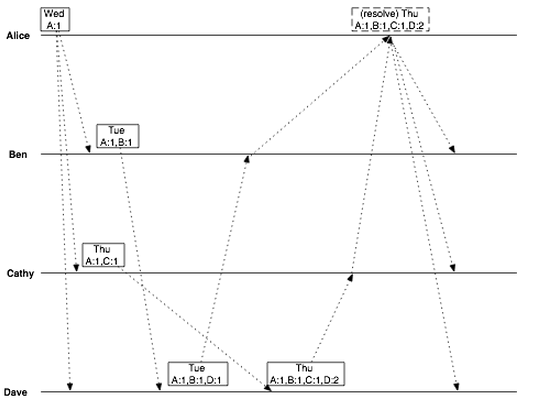 Wed
A:1
(resolve) Thu
A:1,B:1,C:1,D:2
Alice
Tue
A:1,B:1
Ben
Thu
A:1,C:1
Cathy
Tue
A:1,B:1,D:1
Thu
A:1,B:1,C:1,D:2
Dave